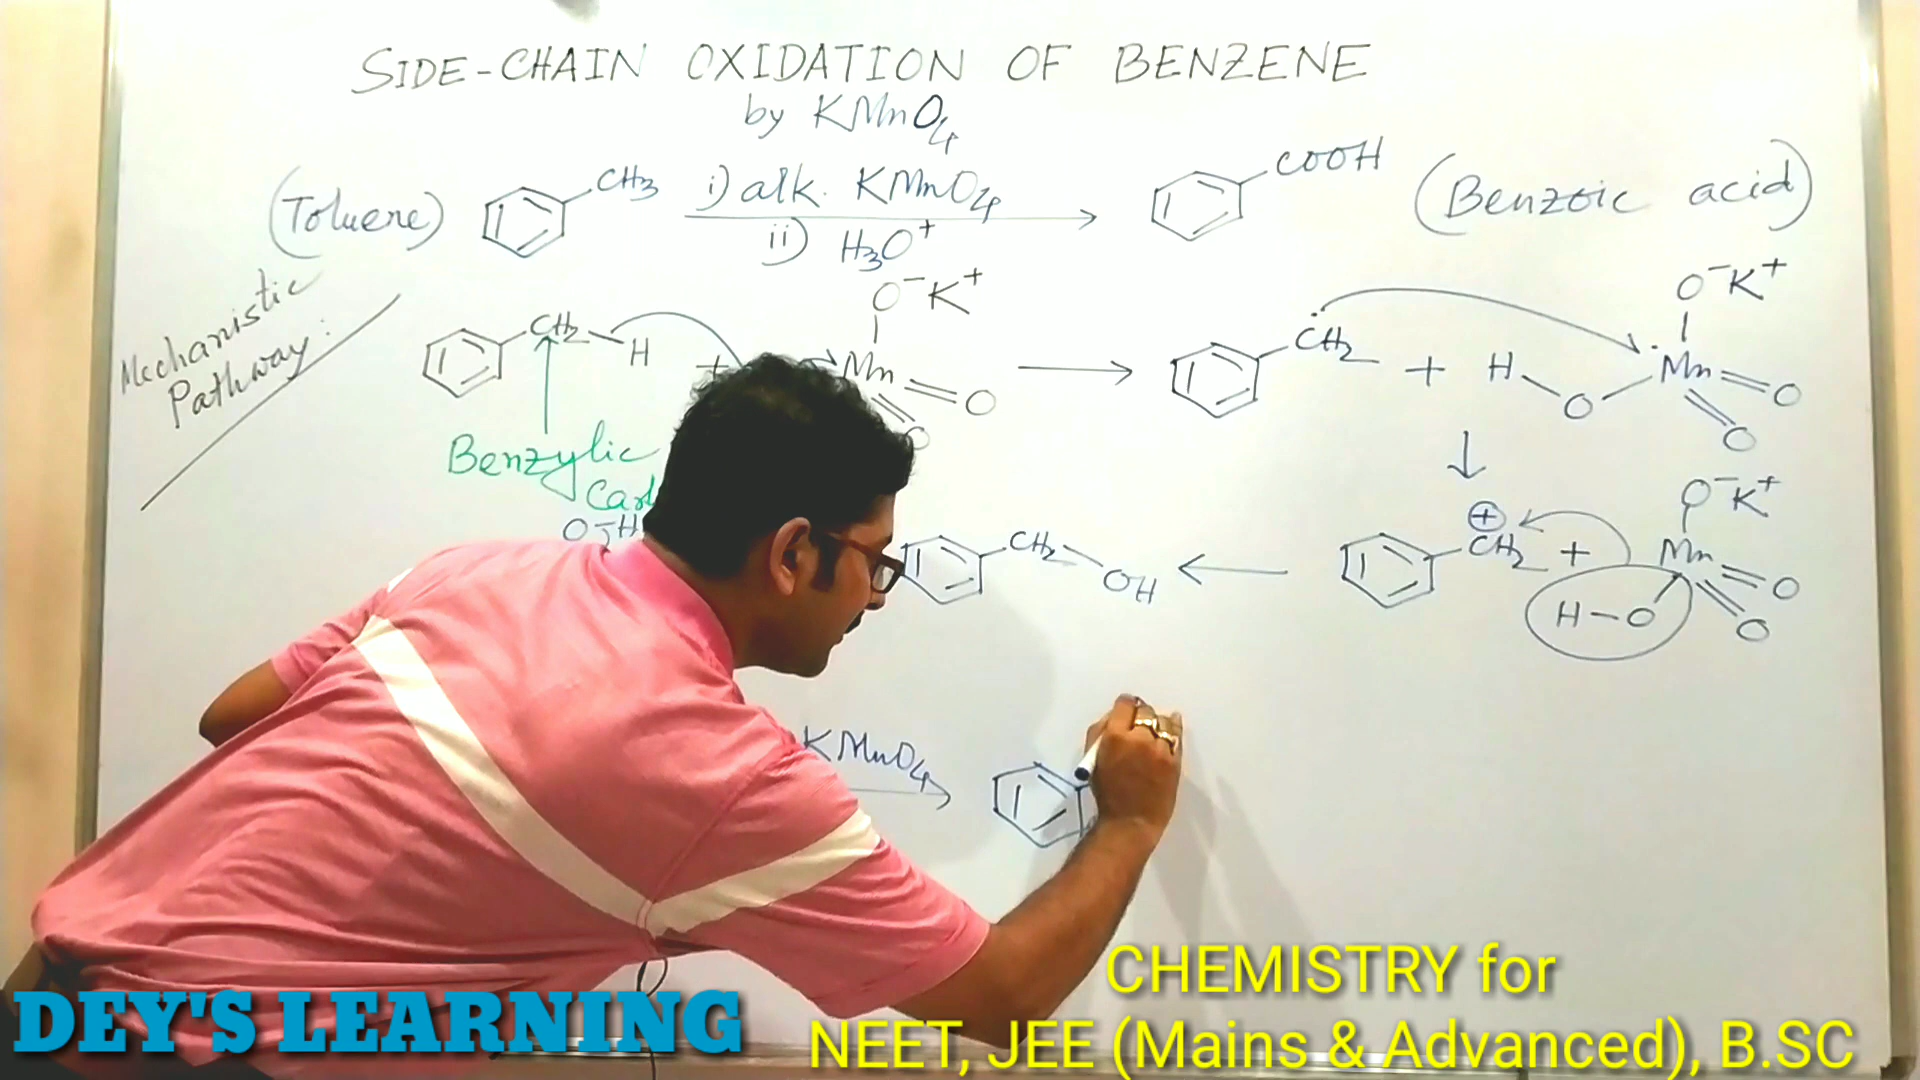 SIDE-CHAIN OXIDATION OF BENZENE
by KMnO4
(Toluene) CH3 i) alk. KMnO4 COOH (Benzoic acid)
ii) H3O+
Mechanistic
Pathway:
O-K+
CH2 H + Mn O
O
CH2 + H O Mn O
O
O-K+
Benzylic
O-K+
CH2 + Mn O
H-O O
CH2 OH
KMnO4
CHEMISTRY for
NEET, JEE (Mains & Advanced), B.SC
DEY'S LEARNING